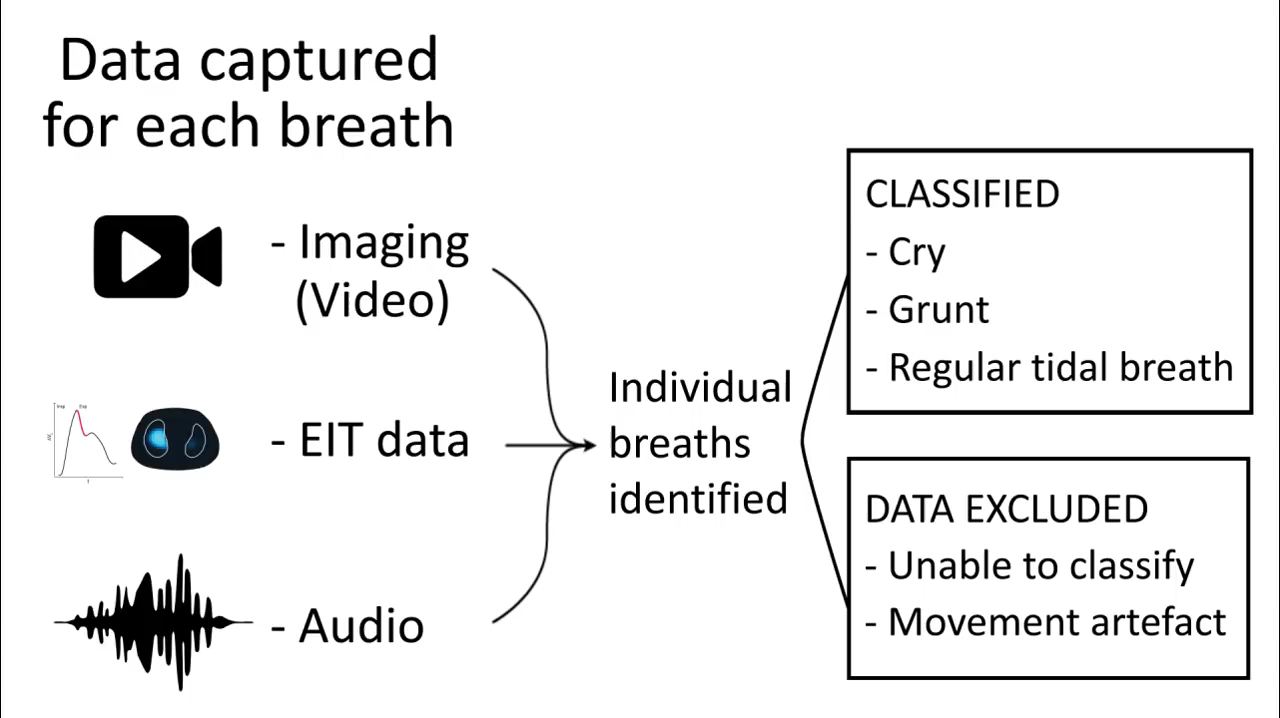 Data captured
for each breath
- Imaging
(Video)
- EIT data
- Audio
Individual
breaths
identified
CLASSIFIED
- Cry
- Grunt
- Regular tidal breath
DATA EXCLUDED
- Unable to classify
- Movement artefact